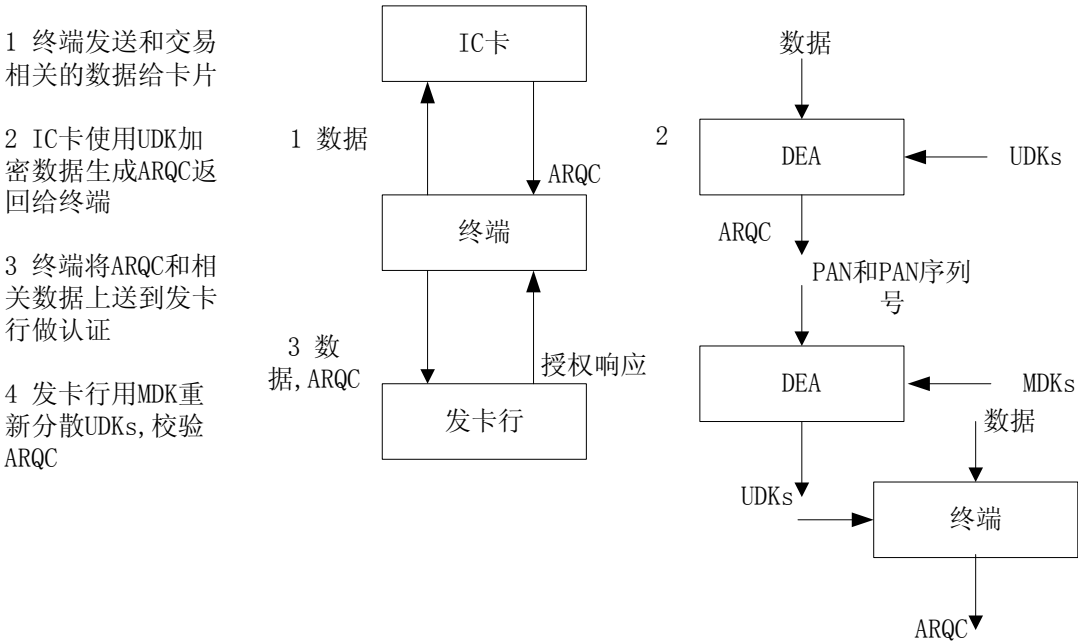 1 终端发送和交易
相关的数据给卡片
2 IC卡使用UDK加
密数据生成ARQC返
回给终端
3 终端将ARQC和相
关数据上送到发卡
行做认证
4 发卡行用MDK重
新分散UDKs,校验
ARQC
IC卡
1 数据
ARQC
终端
3 数
据,ARQC
授权响应
发卡行
数据
2
DEA
UDKs
ARQC
PAN和PAN序列
号
DEA
MDKs
数据
UDKs
终端
ARQC